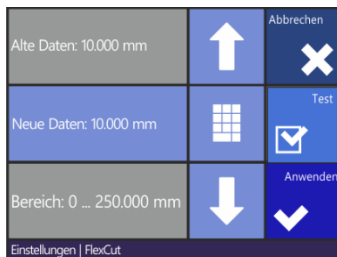 Alte Daten: 10.000 mm
Abbrechen
Neue Daten: 10.000 mm
Test
Bereich: 0 ... 250.000 mm
Anwenden
Einstellungen | FlexCut